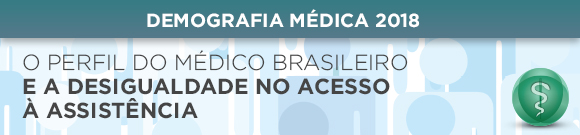 DEMOGRAFIA MÉDICA 2018
O PERFIL DO MÉDICO BRASILEIRO
E A DESIGUALDADE NO ACESSO
À ASSISTÊNCIA